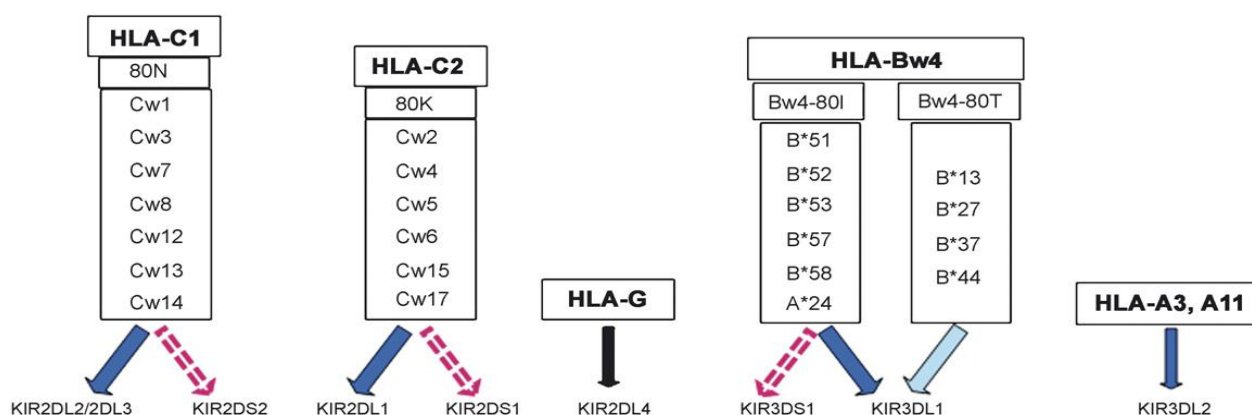 HLA-C1
80N
Cw1
Cw3
Cw7
Cw8
Cw12
Cw13
Cw14
KIR2DL2/2DL3
KIR2DS2
HLA-C2
80K
Cw2
Cw4
Cw5
Cw6
Cw15
Cw17
KIR2DL1
KIR2DS1
HLA-G
KIR2DL4
HLA-Bw4
Bw4-80I
B*51
B*52
B*53
B*57
B*58
A*24
Bw4-80T
B*13
B*27
B*37
B*44
KIR3DS1
KIR3DL1
HLA-A3, A11
KIR3DL2